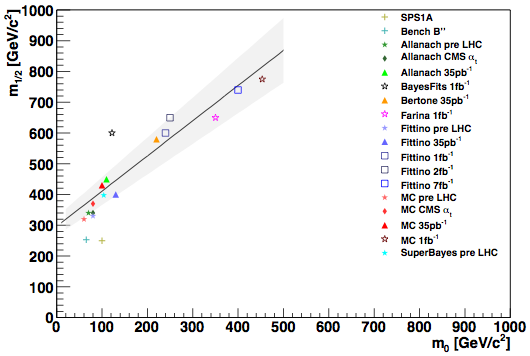 m₁/₂ [GeV/c²]
1000
900
800
700
600
500
400
300
200
100
0
0 100 200 300 400 500 600 700 800 900 1000
m₀ [GeV/c²]
SPS1A
Bench B''
Allanach pre LHC
Allanach CMS αₜ
Allanach 35pb⁻¹
BayesFits 1fb⁻¹
Bertone 35pb⁻¹
Farina 1fb⁻¹
Fittino pre LHC
Fittino 35pb⁻¹
Fittino 1fb⁻¹
Fittino 2fb⁻¹
Fittino 7fb⁻¹
MC pre LHC
MC CMS αₜ
MC 35pb⁻¹
MC 1fb⁻¹
SuperBayes pre LHC